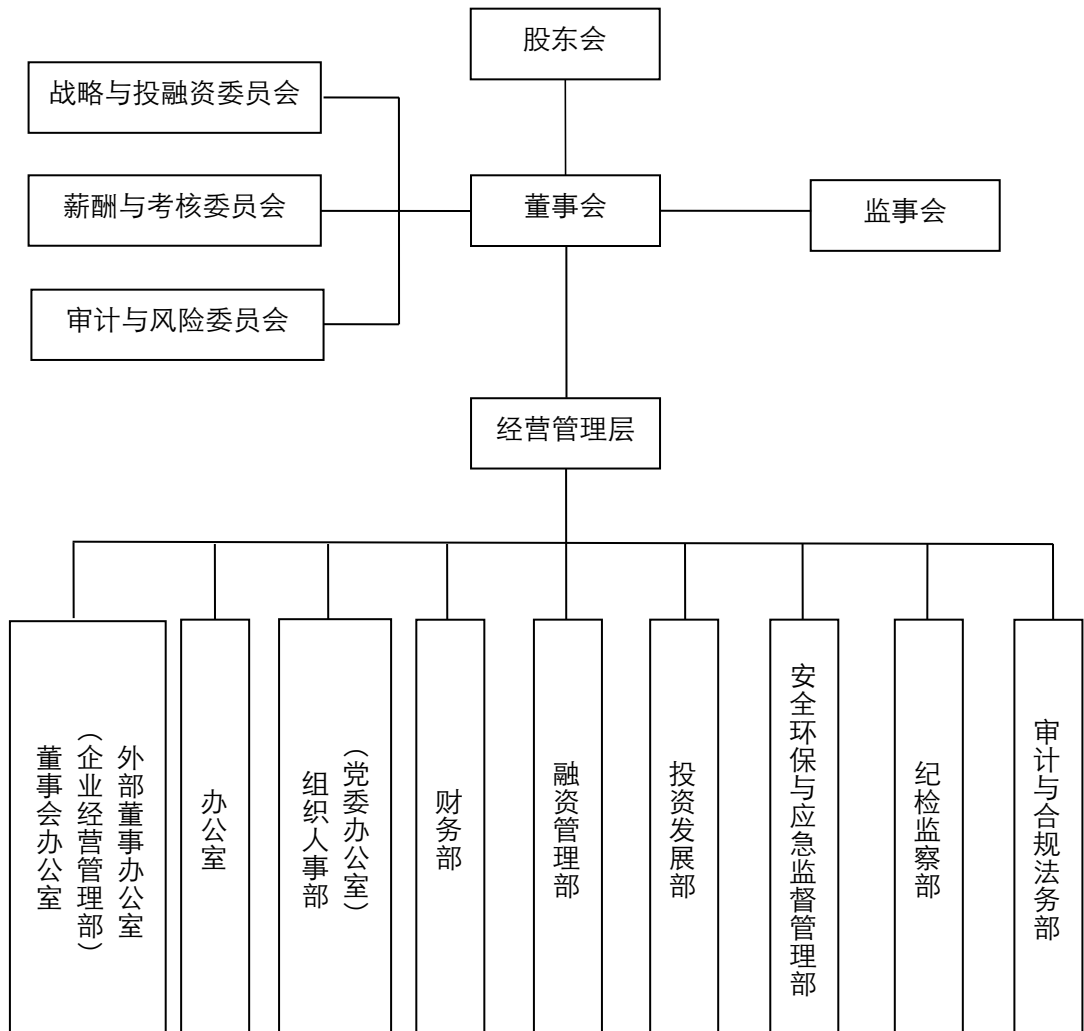 股东会
战略与投融资委员会
薪酬与考核委员会
董事会
监事会
审计与风险委员会
经营管理层
董事会办公室
（企业经营管理部）
外部董事办公室
办公室
组织人事部
（党委办公室）
财务部
融资管理部
投资发展部
安全环保与应急监督管理部
纪检监察部
审计与合规法务部